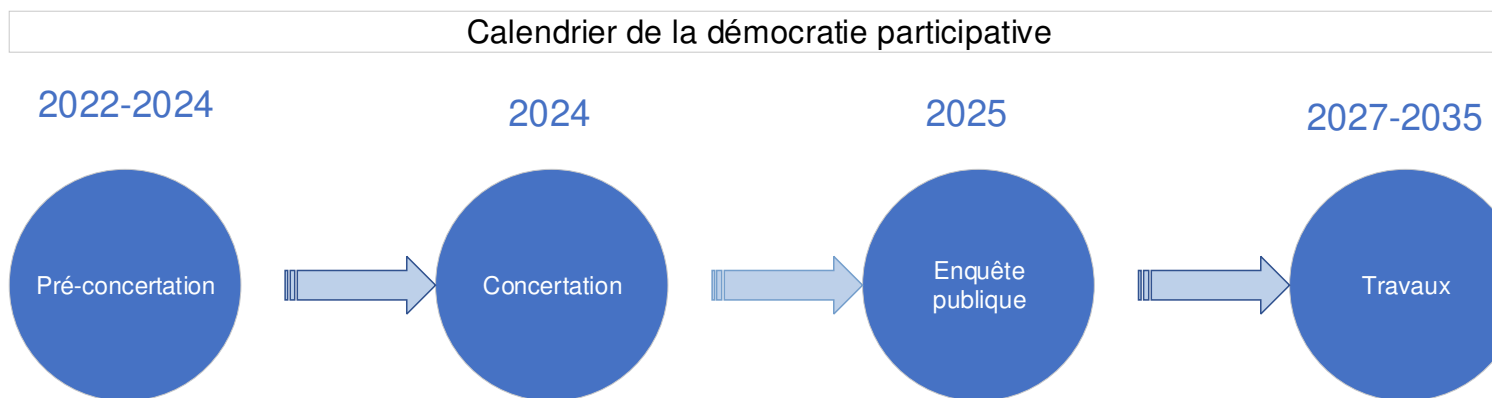 Calendrier de la démocratie participative
2022-2024
2024
2025
2027-2035
Pré-concertation
Concertation
Enquête
publique
Travaux